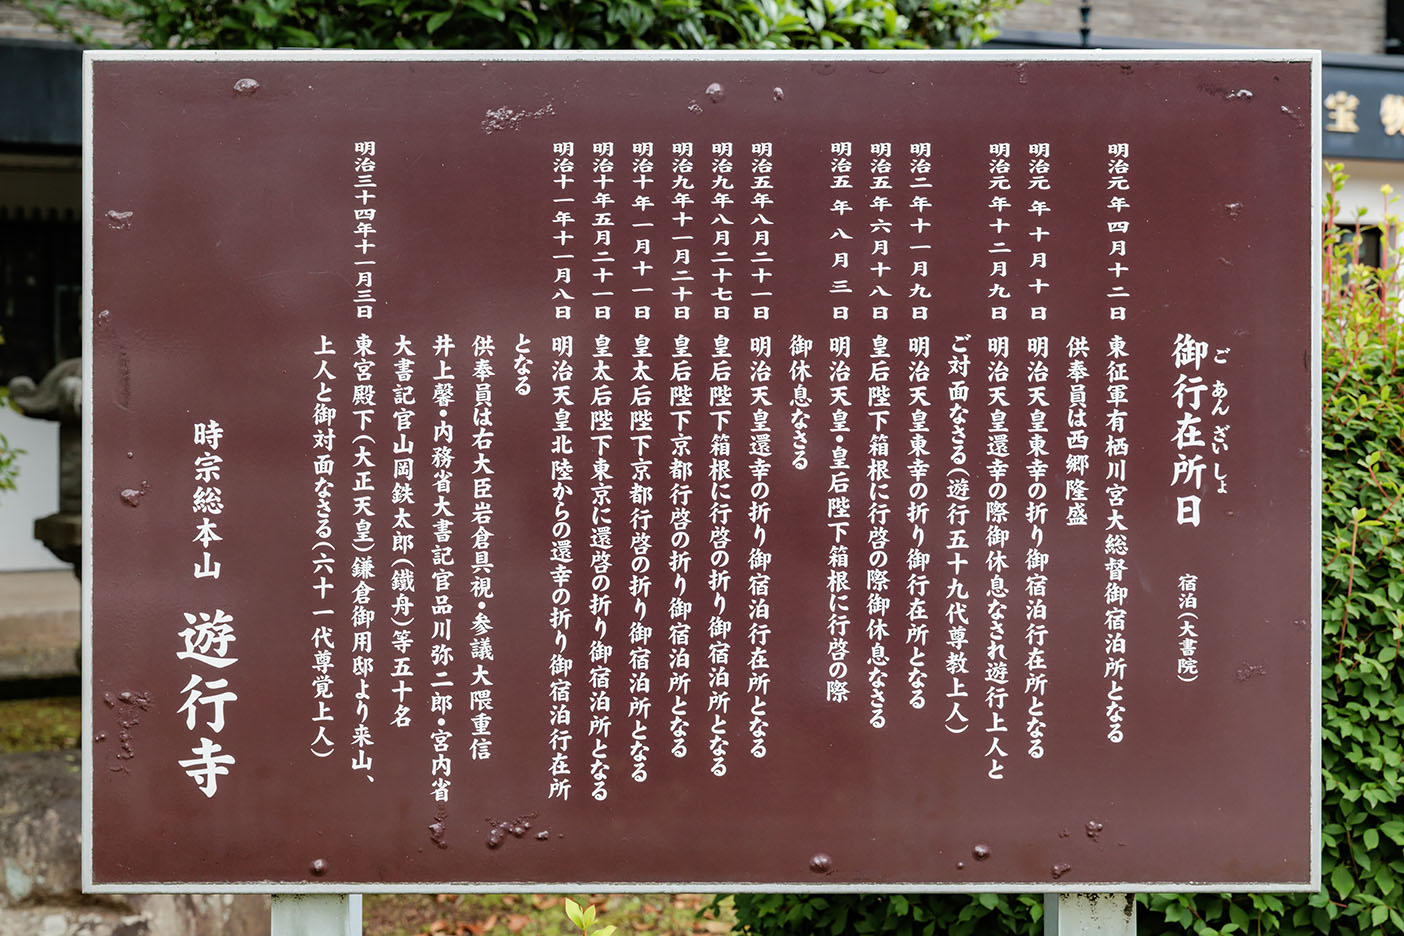 御行在所日 宿泊(大書院)
ごあんざいしょ
明治元年四月十二日 東征軍有栖川宮大総督御宿泊所となる
供奉員は西郷隆盛
明治元年十月十日 明治天皇東幸の折り御宿泊行在所となる
明治元年十二月九日 明治天皇還幸の際御休息なされ遊行上人と
ご対面なさる(遊行五十九代尊教上人)
明治二年十一月九日 明治天皇東幸の折り御行在所となる
明治五年六月十八日 皇后陛下箱根に行啓の際御休息なさる
明治五年八月三日 明治天皇・皇后陛下箱根に行啓の際
御休息なさる
明治五年八月二十一日 明治天皇還幸の折り御宿泊行在所となる
明治九年八月二十七日 皇后陛下箱根に行啓の折り御宿泊所となる
明治九年十一月二十日 皇后陛下京都行啓の折り御宿泊所となる
明治十年一月十一日 皇太后陛下京都行啓の折り御宿泊所となる
明治十年五月二十一日 皇太后陛下東京に還啓の折り御宿泊所となる
明治十一年十一月八日 明治天皇北陸からの還幸の折り御宿泊行在所
となる
供奉員は右大臣岩倉具視・参議大隈重信
井上馨・内務省大書記官品川弥二郎・宮内省
大書記官山岡鉄太郎(鐵舟)等五十名
明治三十四年十一月三日 東宮殿下(大正天皇)鎌倉御用邸より来山、
上人と御対面なさる(六十一代尊覚上人)
時宗総本山 遊行寺
宝物